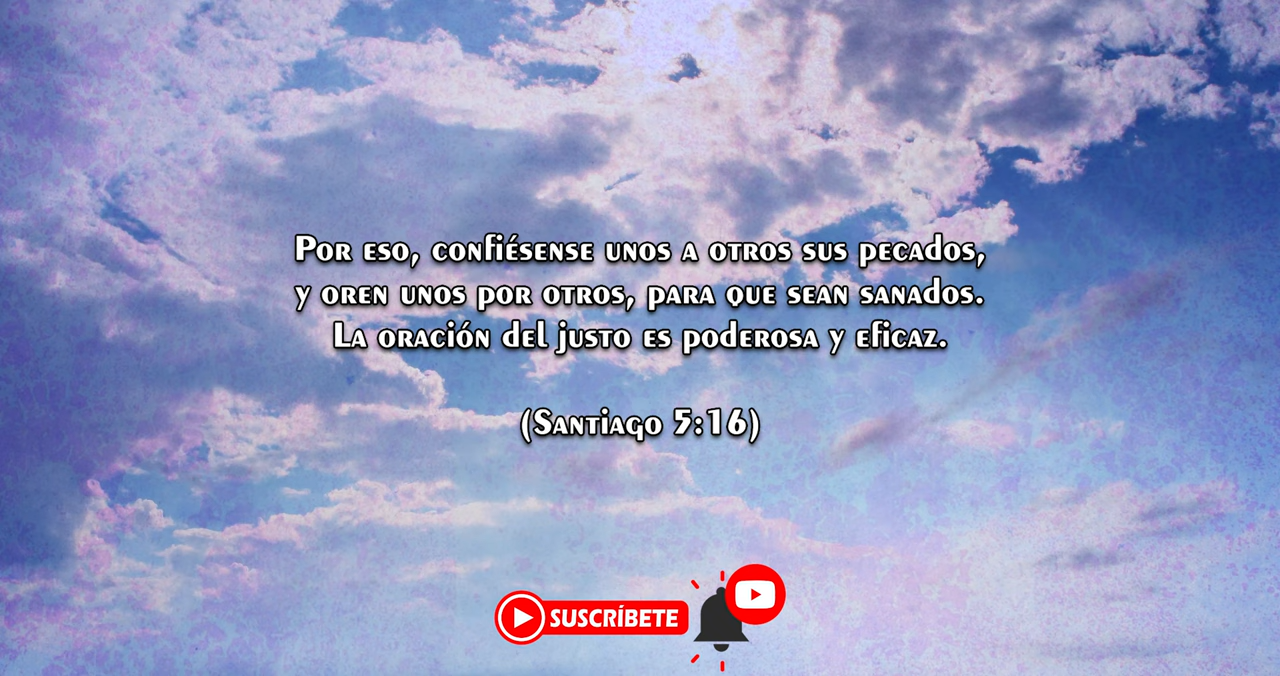 Por eso, confiésense unos a otros sus pecados,
y oren unos por otros, para que sean sanados.
La oración del justo es poderosa y eficaz.
(Santiago 5:16)
SUSCRÍBETE